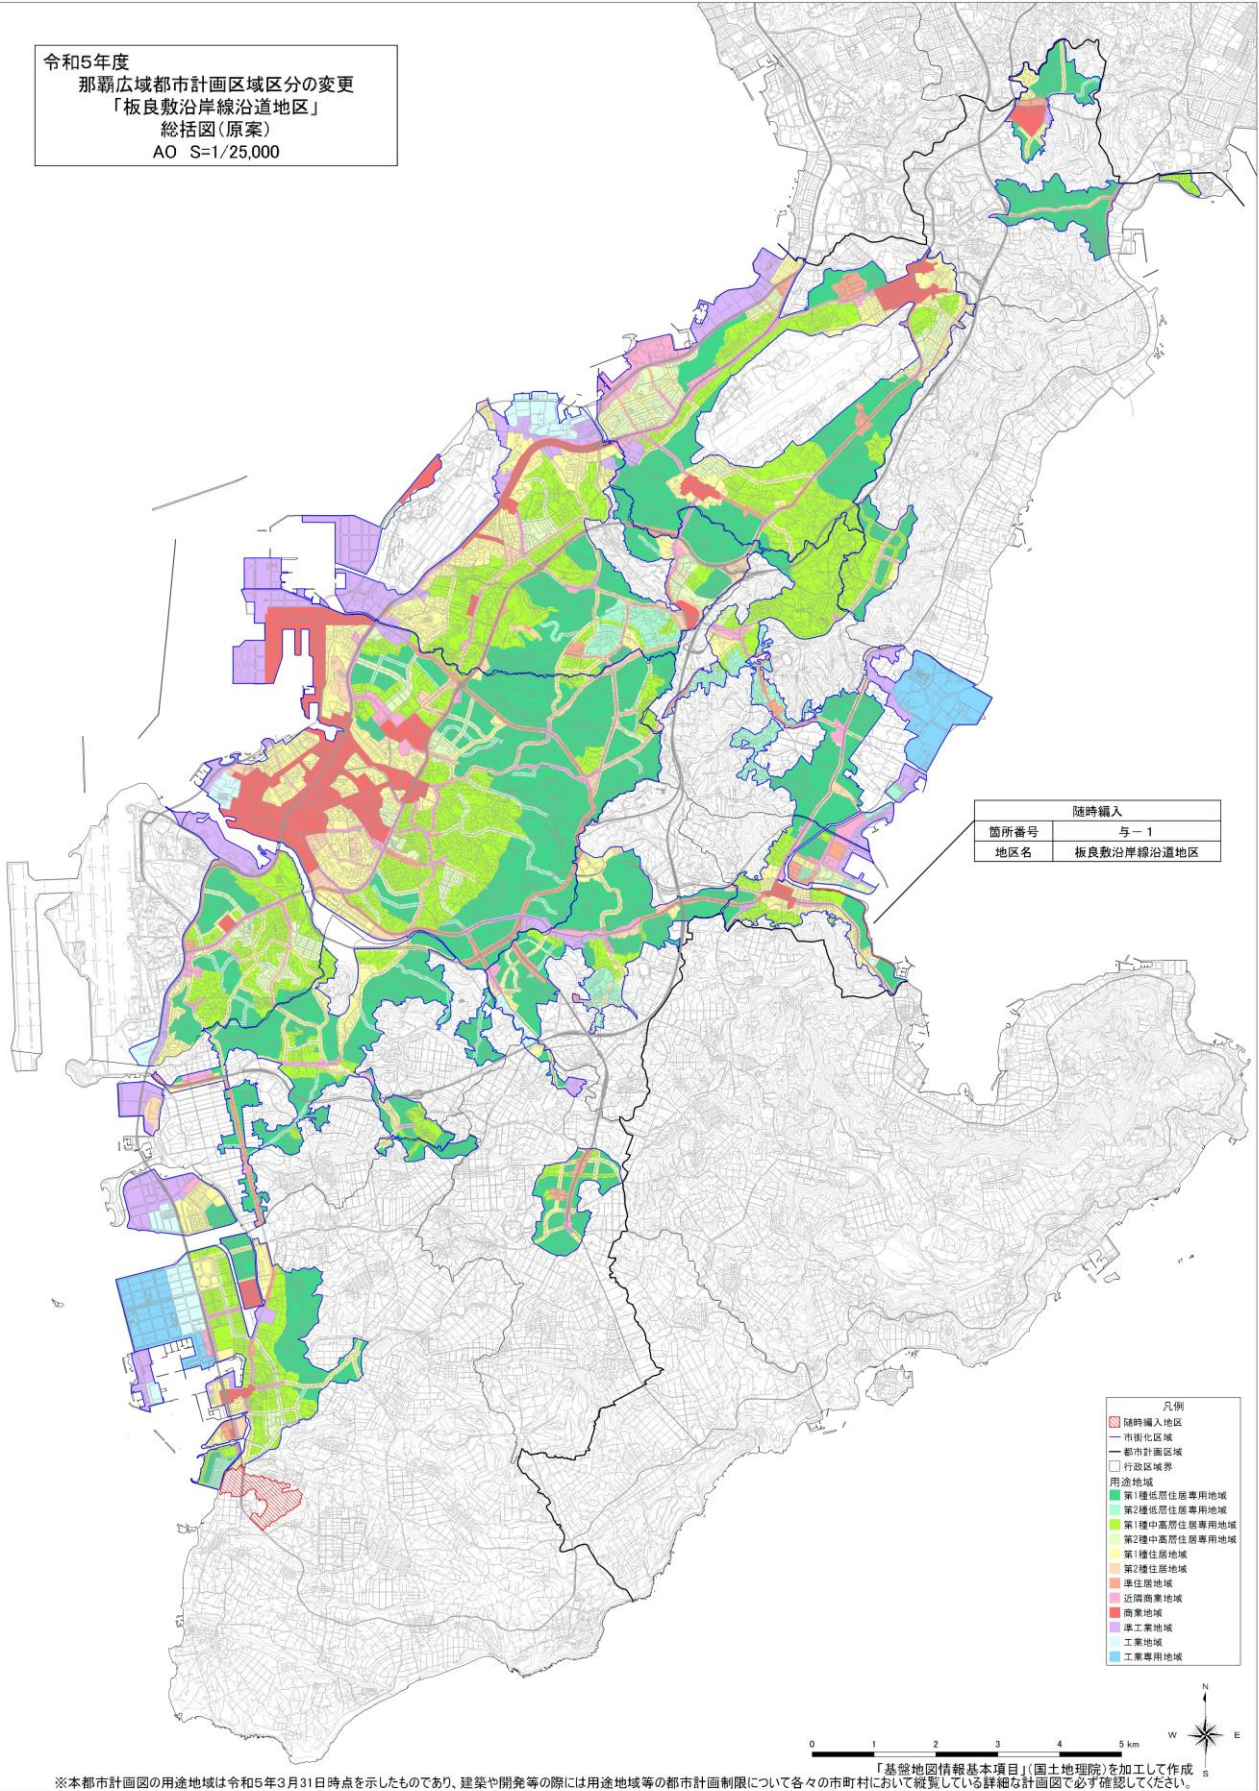 令和5年度
那覇広域都市計画区域区分の変更
「板良敷沿岸線沿道地区」
総括図(原案)
AO S=1/25,000
随時編入
箇所番号 与－1
地区名 板良敷沿岸線沿道地区
凡例
随時編入地区
市街化区域
都市計画区域
行政区域界
用途地域
第1種低層住居専用地域
第2種低層住居専用地域
第1種中高層住居専用地域
第2種中高層住居専用地域
第1種住居地域
第2種住居地域
準住居地域
近隣商業地域
商業地域
準工業地域
工業地域
工業専用地域
N
W E
S
0 1 2 3 4 5 km
「基盤地図情報基本項目」(国土地理院)を加工して作成
※本都市計画図の用途地域は令和5年3月31日時点を示したものであり、建築や開発等の際には用途地域等の都市計画制限について各々の市町村において縦覧している詳細な計画図で必ず確認してください。